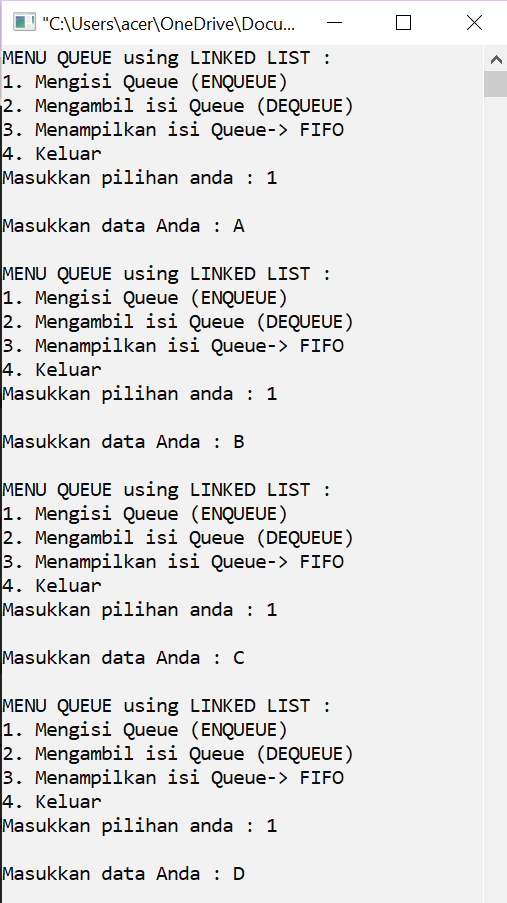 "C:\Users\acer\OneDrive\Docu...
MENU QUEUE using LINKED LIST :
1. Mengisi Queue (ENQUEUE)
2. Mengambil isi Queue (DEQUEUE)
3. Menampilkan isi Queue-> FIFO
4. Keluar
Masukkan pilihan anda : 1
Masukkan data Anda : A
MENU QUEUE using LINKED LIST :
1. Mengisi Queue (ENQUEUE)
2. Mengambil isi Queue (DEQUEUE)
3. Menampilkan isi Queue-> FIFO
4. Keluar
Masukkan pilihan anda : 1
Masukkan data Anda : B
MENU QUEUE using LINKED LIST :
1. Mengisi Queue (ENQUEUE)
2. Mengambil isi Queue (DEQUEUE)
3. Menampilkan isi Queue-> FIFO
4. Keluar
Masukkan pilihan anda : 1
Masukkan data Anda : C
MENU QUEUE using LINKED LIST :
1. Mengisi Queue (ENQUEUE)
2. Mengambil isi Queue (DEQUEUE)
3. Menampilkan isi Queue-> FIFO
4. Keluar
Masukkan pilihan anda : 1
Masukkan data Anda : D